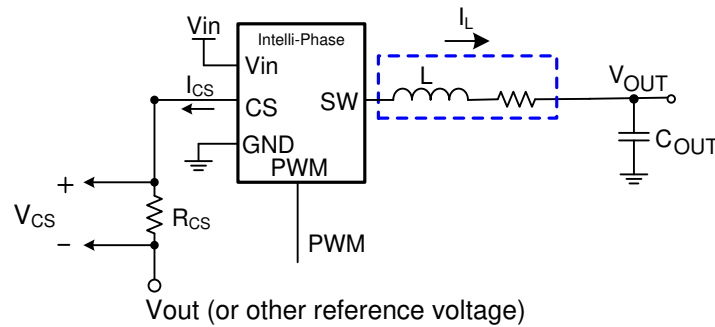 Vin
Intelli-Phase
I_L
Vin
L
V_OUT
I_CS
CS
SW
GND
C_OUT
PWM
+
V_CS
R_CS
−
PWM
Vout (or other reference voltage)